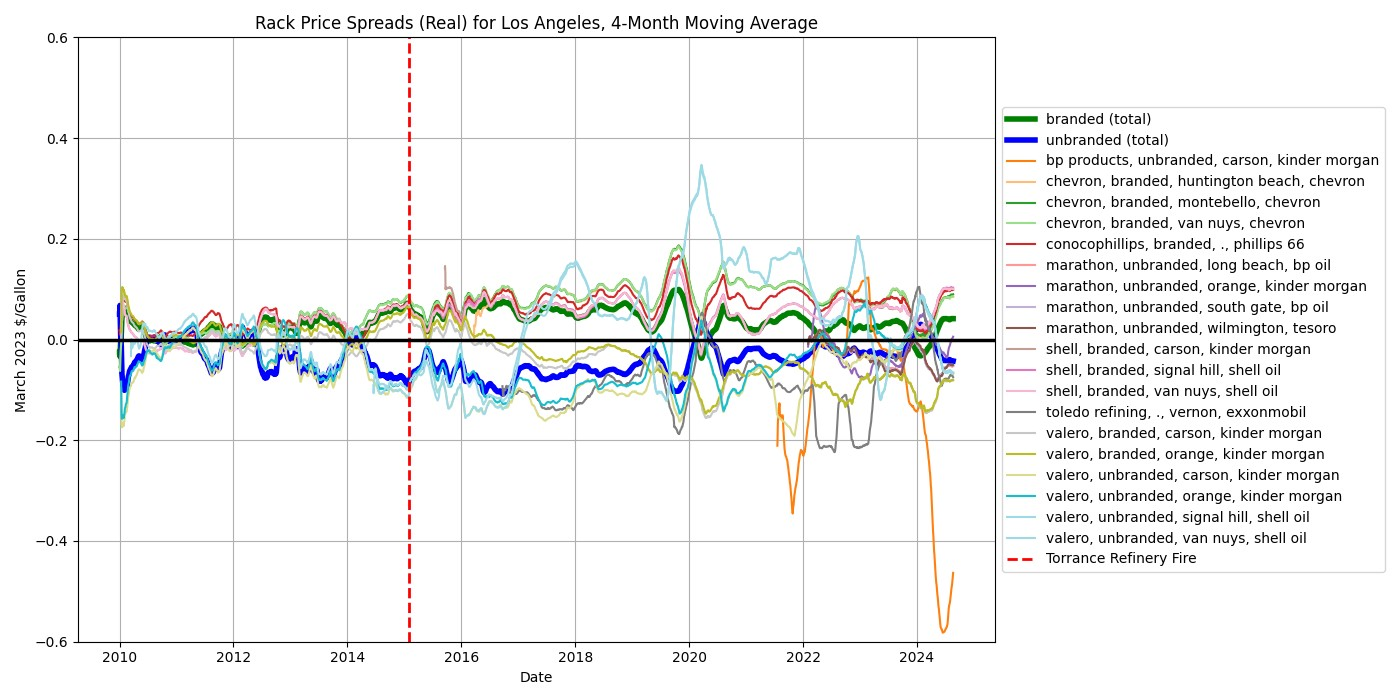 Rack Price Spreads (Real) for Los Angeles, 4-Month Moving Average
0.6
0.4
0.2
0.0
−0.2
−0.4
−0.6
March 2023 $/Gallon
2010
2012
2014
2016
2018
2020
2022
2024
Date
branded (total)
unbranded (total)
bp products, unbranded, carson, kinder morgan
chevron, branded, huntington beach, chevron
chevron, branded, montebello, chevron
chevron, branded, van nuys, chevron
conocophillips, branded, ., phillips 66
marathon, unbranded, long beach, bp oil
marathon, unbranded, orange, kinder morgan
marathon, unbranded, south gate, bp oil
marathon, unbranded, wilmington, tesoro
shell, branded, carson, kinder morgan
shell, branded, signal hill, shell oil
shell, branded, van nuys, shell oil
toledo refining, ., vernon, exxonmobil
valero, branded, carson, kinder morgan
valero, branded, orange, kinder morgan
valero, unbranded, carson, kinder morgan
valero, unbranded, orange, kinder morgan
valero, unbranded, signal hill, shell oil
valero, unbranded, van nuys, shell oil
Torrance Refinery Fire